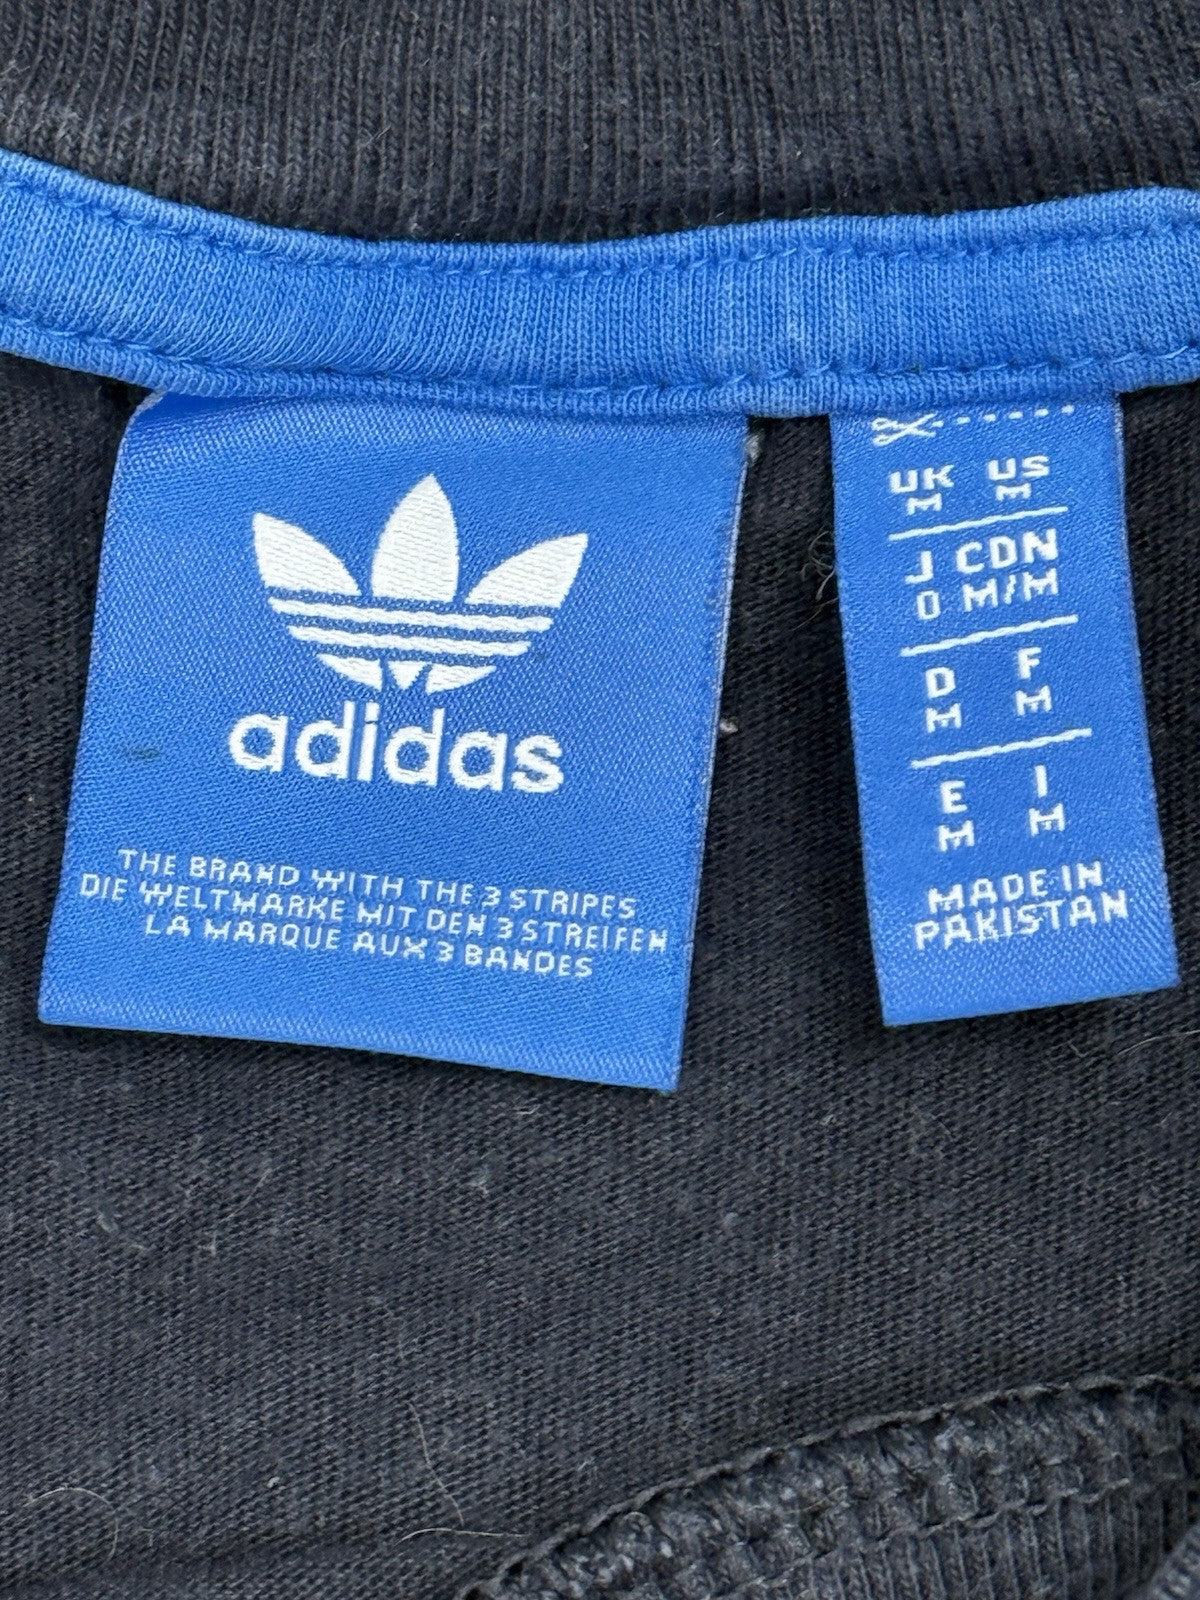 adidas
THE BRAND WITH THE 3 STRIPES
DIE WELTMARKE MIT DEN 3 STREIFEN
LA MARQUE AUX 3 BANDES
UK US
M M
J CDN
O M/M
D F
M M
E I
M M
MADE IN
PAKISTAN